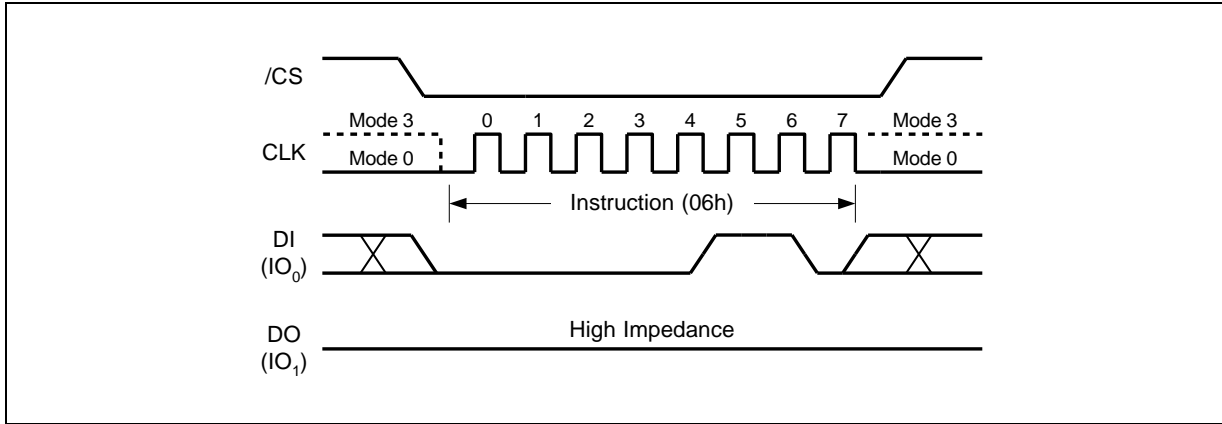 /CS
Mode 3 0 1 2 3 4 5 6 7 Mode 3
CLK
Mode 0 Mode 0
Instruction (06h)
DI
(IO0)
High Impedance
DO
(IO1)